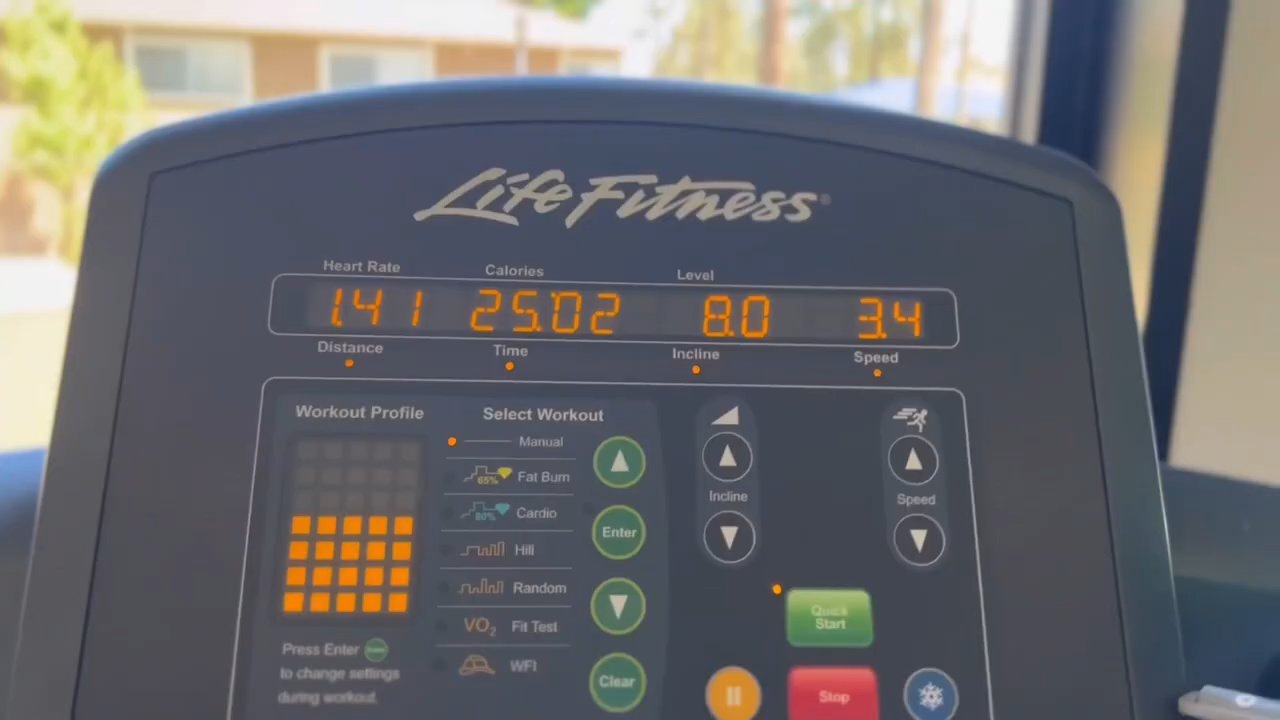 LifeFitness®
Heart Rate Calories Level
1.41 25:02 8.0 3.4
Distance Time Incline Speed
Workout Profile Select Workout
Manual
65% Fat Burn
80% Cardio
Hill
Random
VO2 Fit Test
WFI
Enter
Clear
Press Enter
to change settings
during workout.
Incline
Speed
Quick
Start
Stop